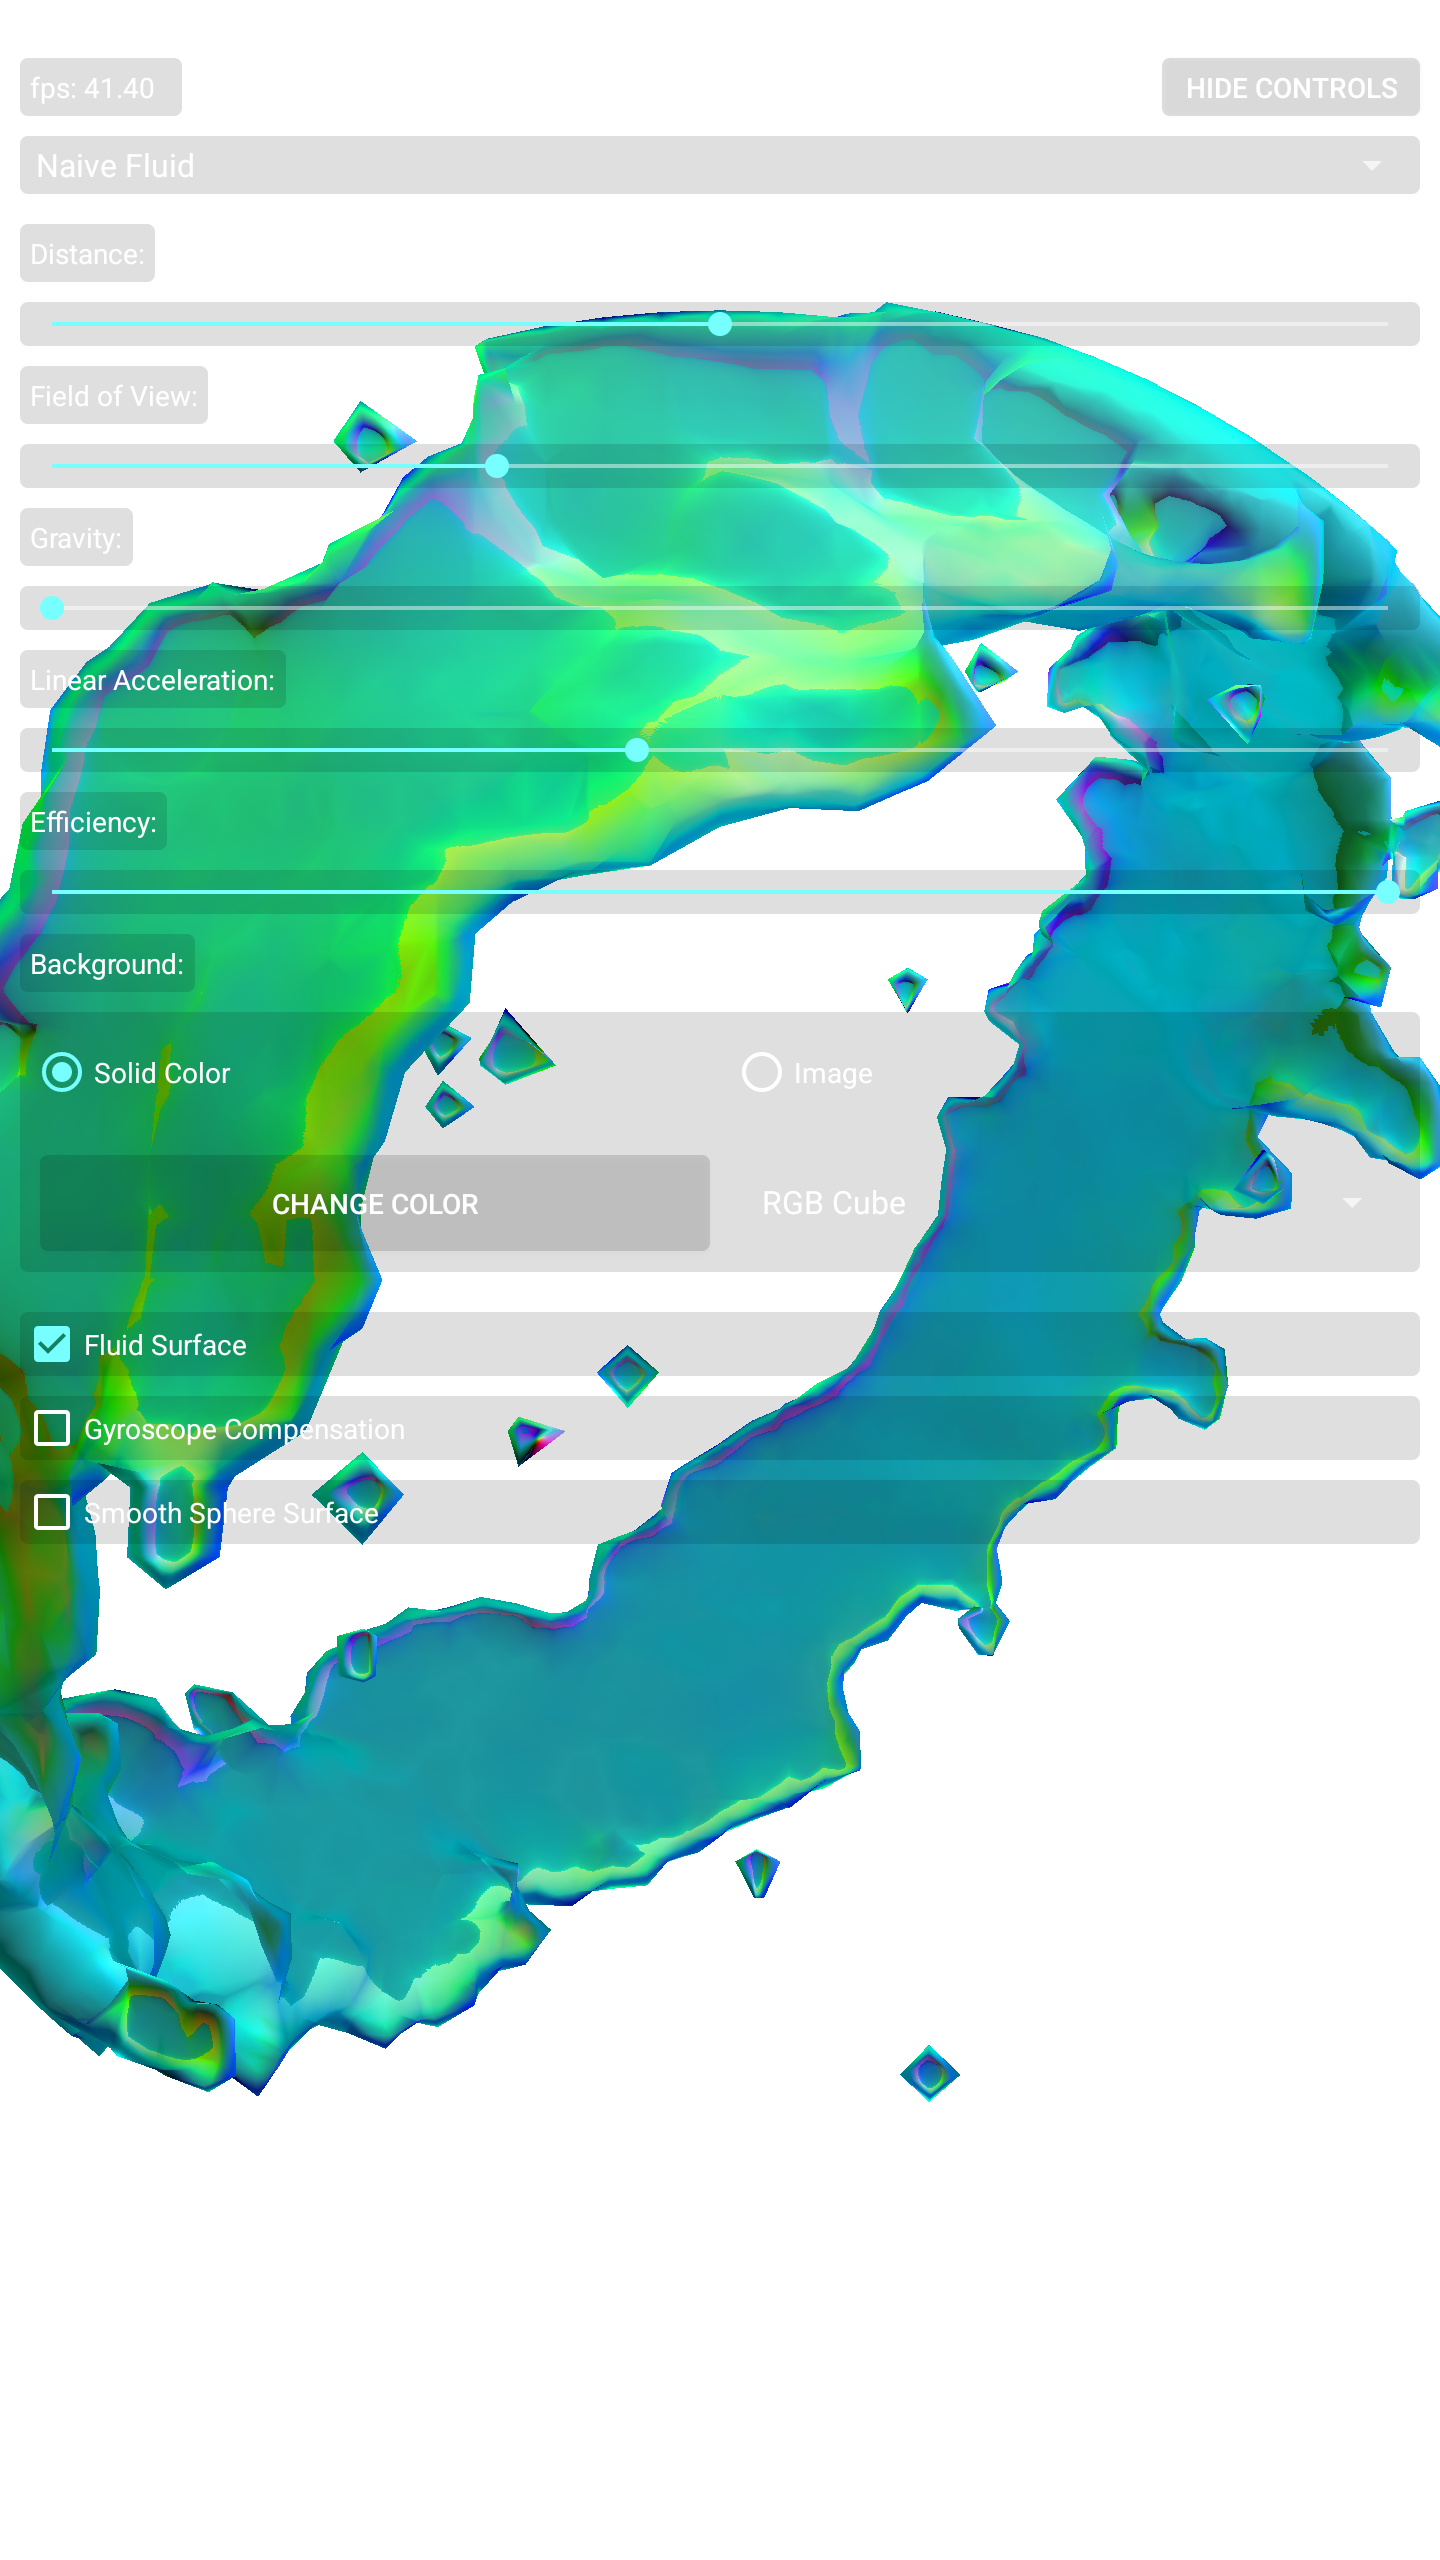 fps: 41.40
HIDE CONTROLS
Naive Fluid
Distance:
Field of View:
Gravity:
Linear Acceleration:
Efficiency:
Background:
Solid Color
Image
CHANGE COLOR
RGB Cube
Fluid Surface
Gyroscope Compensation
Smooth Sphere Surface